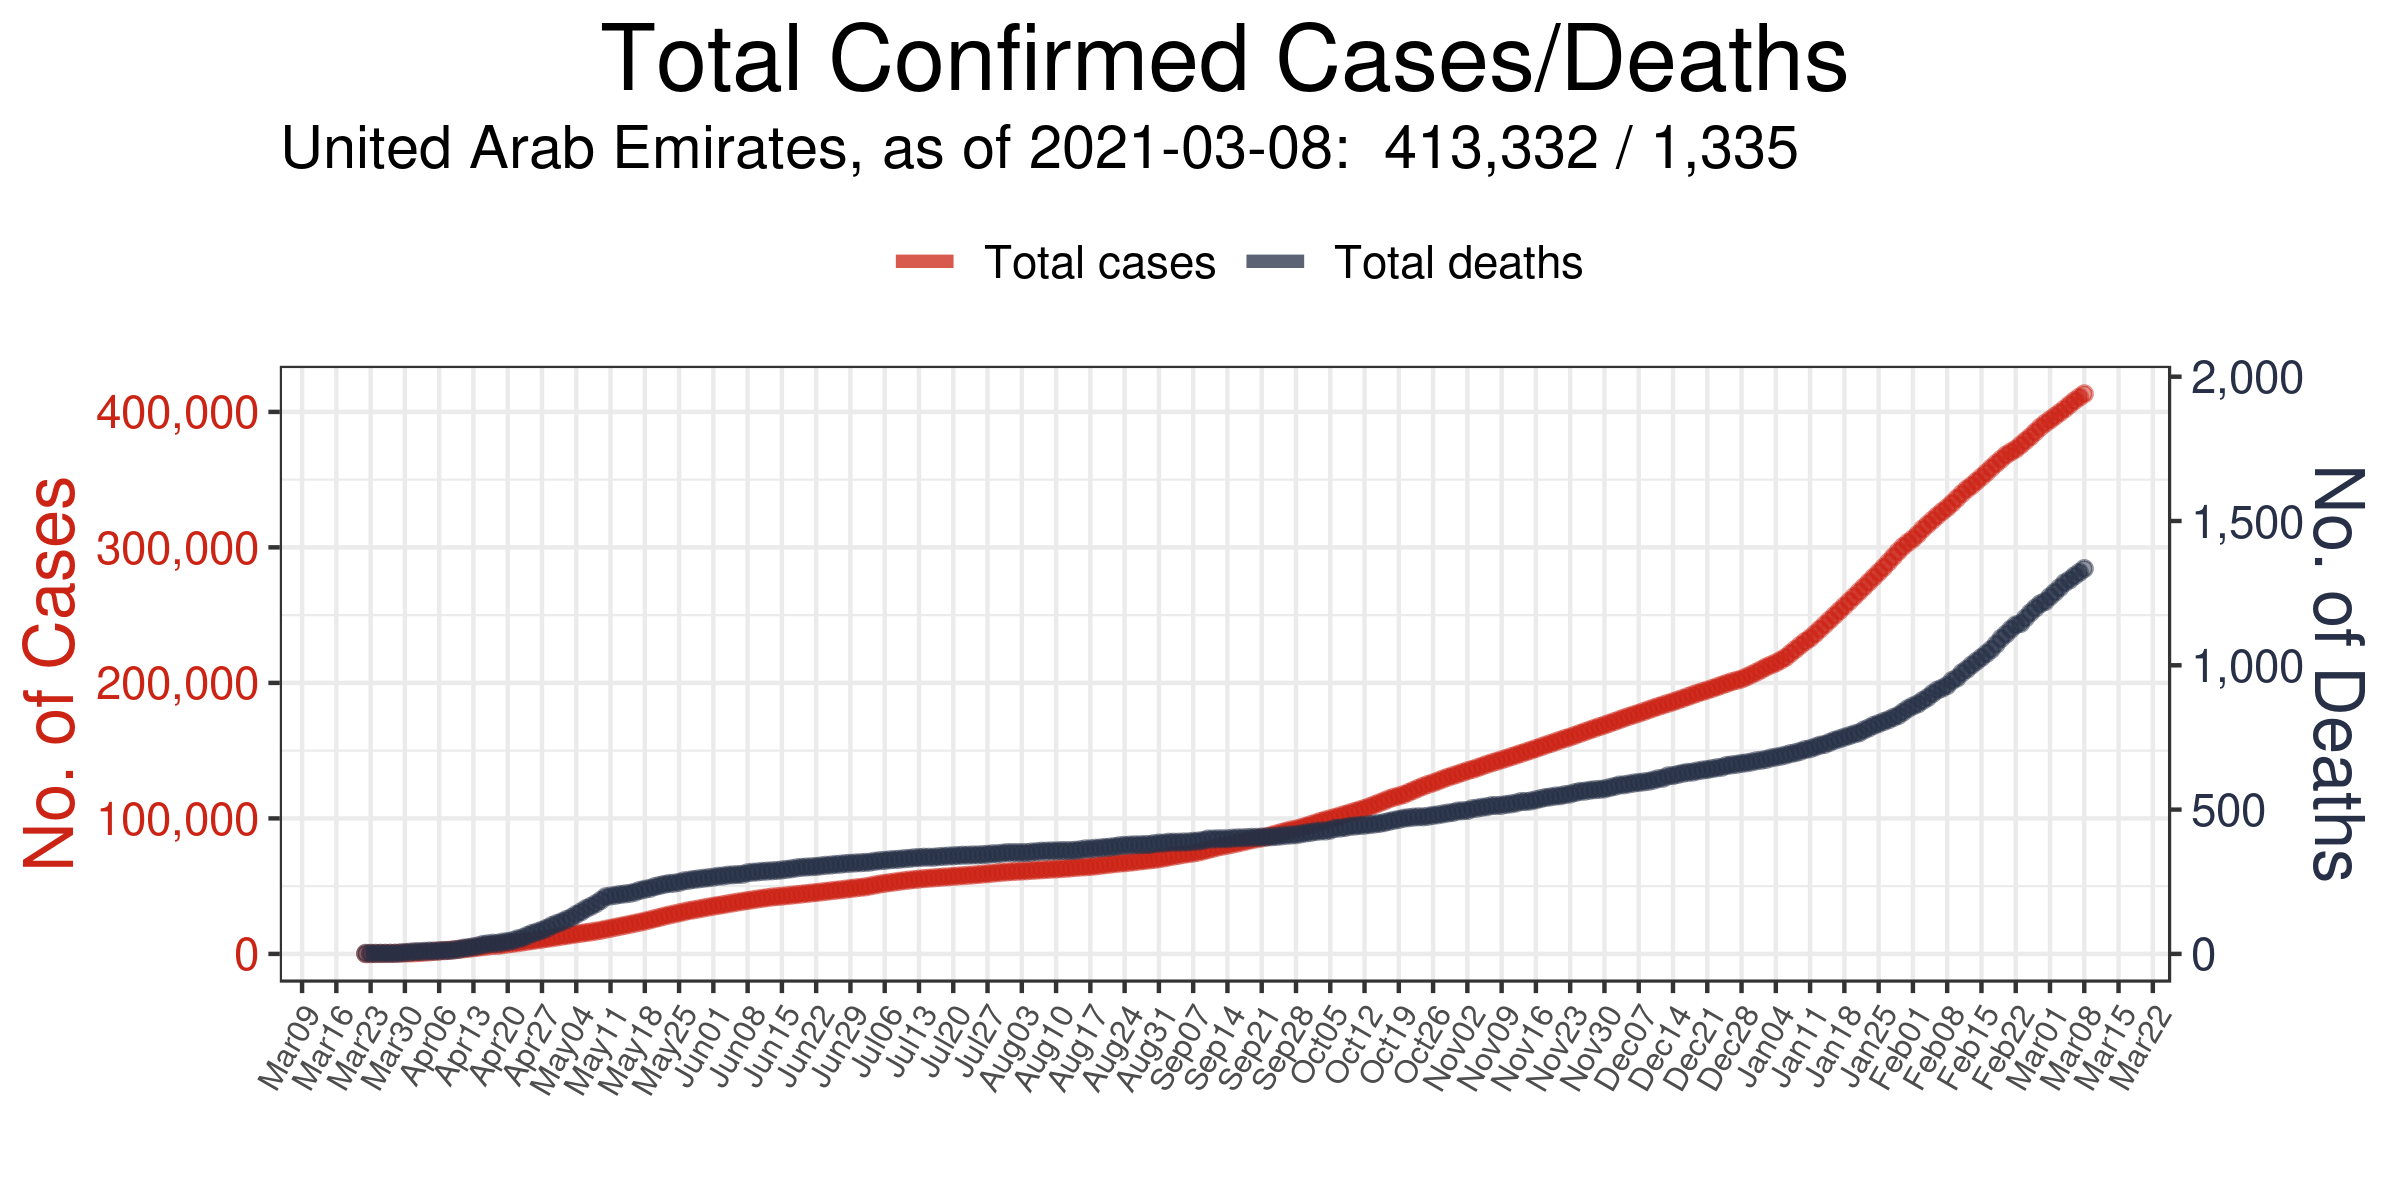 Total Confirmed Cases/Deaths
United Arab Emirates, as of 2021-03-08:  413,332 / 1,335
Total cases
Total deaths
No. of Cases
400,000
300,000
200,000
100,000
0
2,000
1,500
1,000
500
0
No. of Deaths
Mar09
Mar16
Mar23
Mar30
Apr06
Apr13
Apr20
Apr27
May04
May11
May18
May25
Jun01
Jun08
Jun15
Jun22
Jun29
Jul06
Jul13
Jul20
Jul27
Aug03
Aug10
Aug17
Aug24
Aug31
Sep07
Sep14
Sep21
Sep28
Oct05
Oct12
Oct19
Oct26
Nov02
Nov09
Nov16
Nov23
Nov30
Dec07
Dec14
Dec21
Dec28
Jan04
Jan11
Jan18
Jan25
Feb01
Feb08
Feb15
Feb22
Mar01
Mar08
Mar15
Mar22